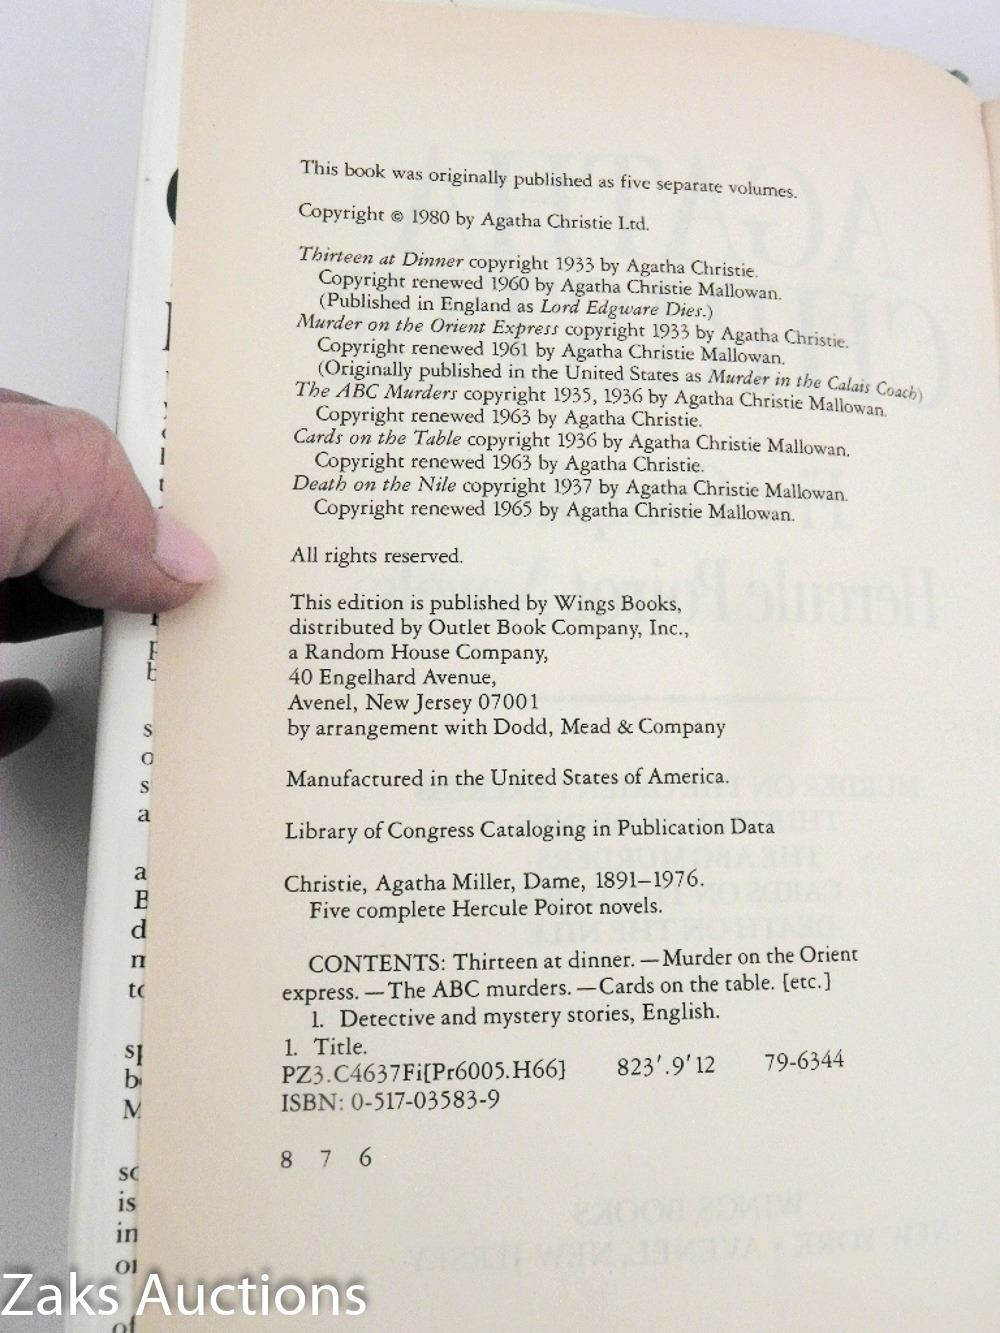 This book was originally published as five separate volumes.
Copyright © 1980 by Agatha Christie Ltd.
Thirteen at Dinner copyright 1933 by Agatha Christie.
Copyright renewed 1960 by Agatha Christie Mallowan.
(Published in England as Lord Edgware Dies.)
Murder on the Orient Express copyright 1933 by Agatha Christie.
Copyright renewed 1961 by Agatha Christie Mallowan.
(Originally published in the United States as Murder in the Calais Coach)
The ABC Murders copyright 1935, 1936 by Agatha Christie Mallowan.
Copyright renewed 1963 by Agatha Christie.
Cards on the Table copyright 1936 by Agatha Christie Mallowan.
Copyright renewed 1963 by Agatha Christie.
Death on the Nile copyright 1937 by Agatha Christie Mallowan.
Copyright renewed 1965 by Agatha Christie Mallowan.
All rights reserved.
This edition is published by Wings Books,
distributed by Outlet Book Company, Inc.,
a Random House Company,
40 Engelhard Avenue,
Avenel, New Jersey 07001
by arrangement with Dodd, Mead & Company
Manufactured in the United States of America.
Library of Congress Cataloging in Publication Data
Christie, Agatha Miller, Dame, 1891–1976.
Five complete Hercule Poirot novels.
CONTENTS: Thirteen at dinner. — Murder on the Orient
express. — The ABC murders. — Cards on the table. [etc.]
1. Detective and mystery stories, English.
1. Title.
PZ3.C4637Fi[Pr6005.H66] 823'.9'12 79-6344
ISBN: 0-517-03583-9
8 7 6
Zaks Auctions